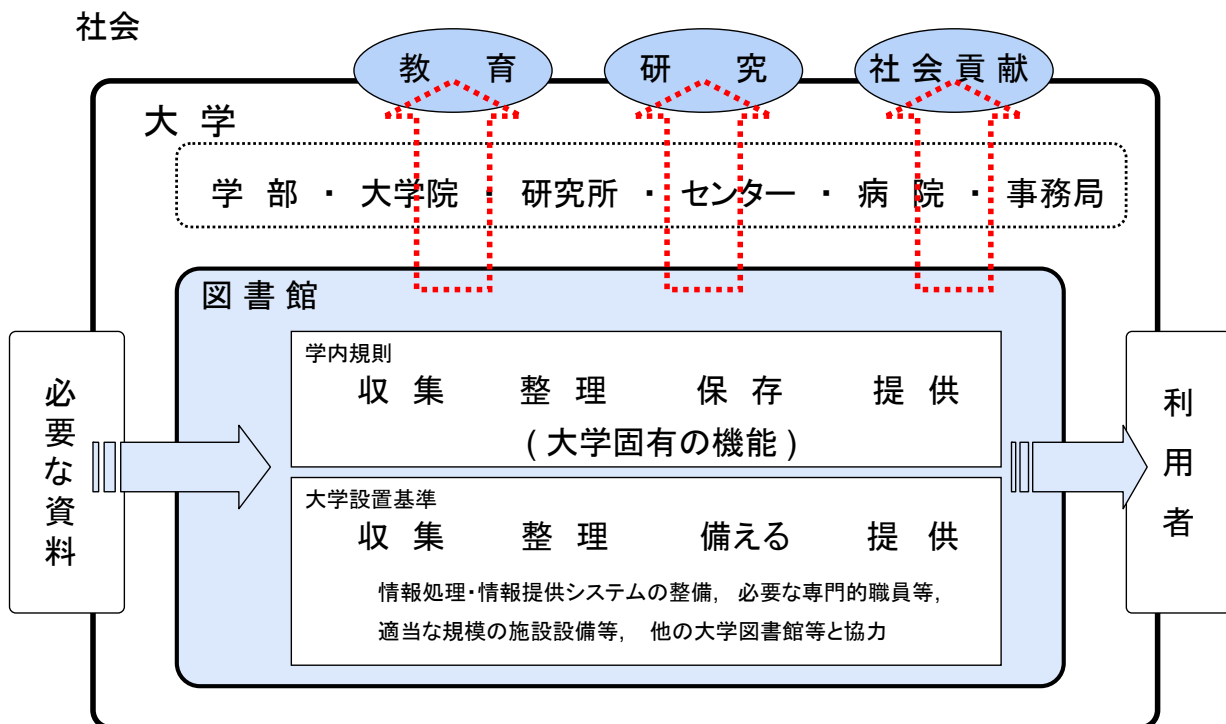 社会
教 育
研 究
社会貢献
大 学
学 部 ・ 大学院 ・ 研究所 ・ センター ・ 病 院 ・ 事務局
図 書 館
必要な資料
学内規則
収 集 整 理 保 存 提 供
( 大学固有の機能 )
大学設置基準
収 集 整 理 備える 提 供
情報処理・情報提供システムの整備, 必要な専門的職員等,
適当な規模の施設設備等, 他の大学図書館等と協力
利用者